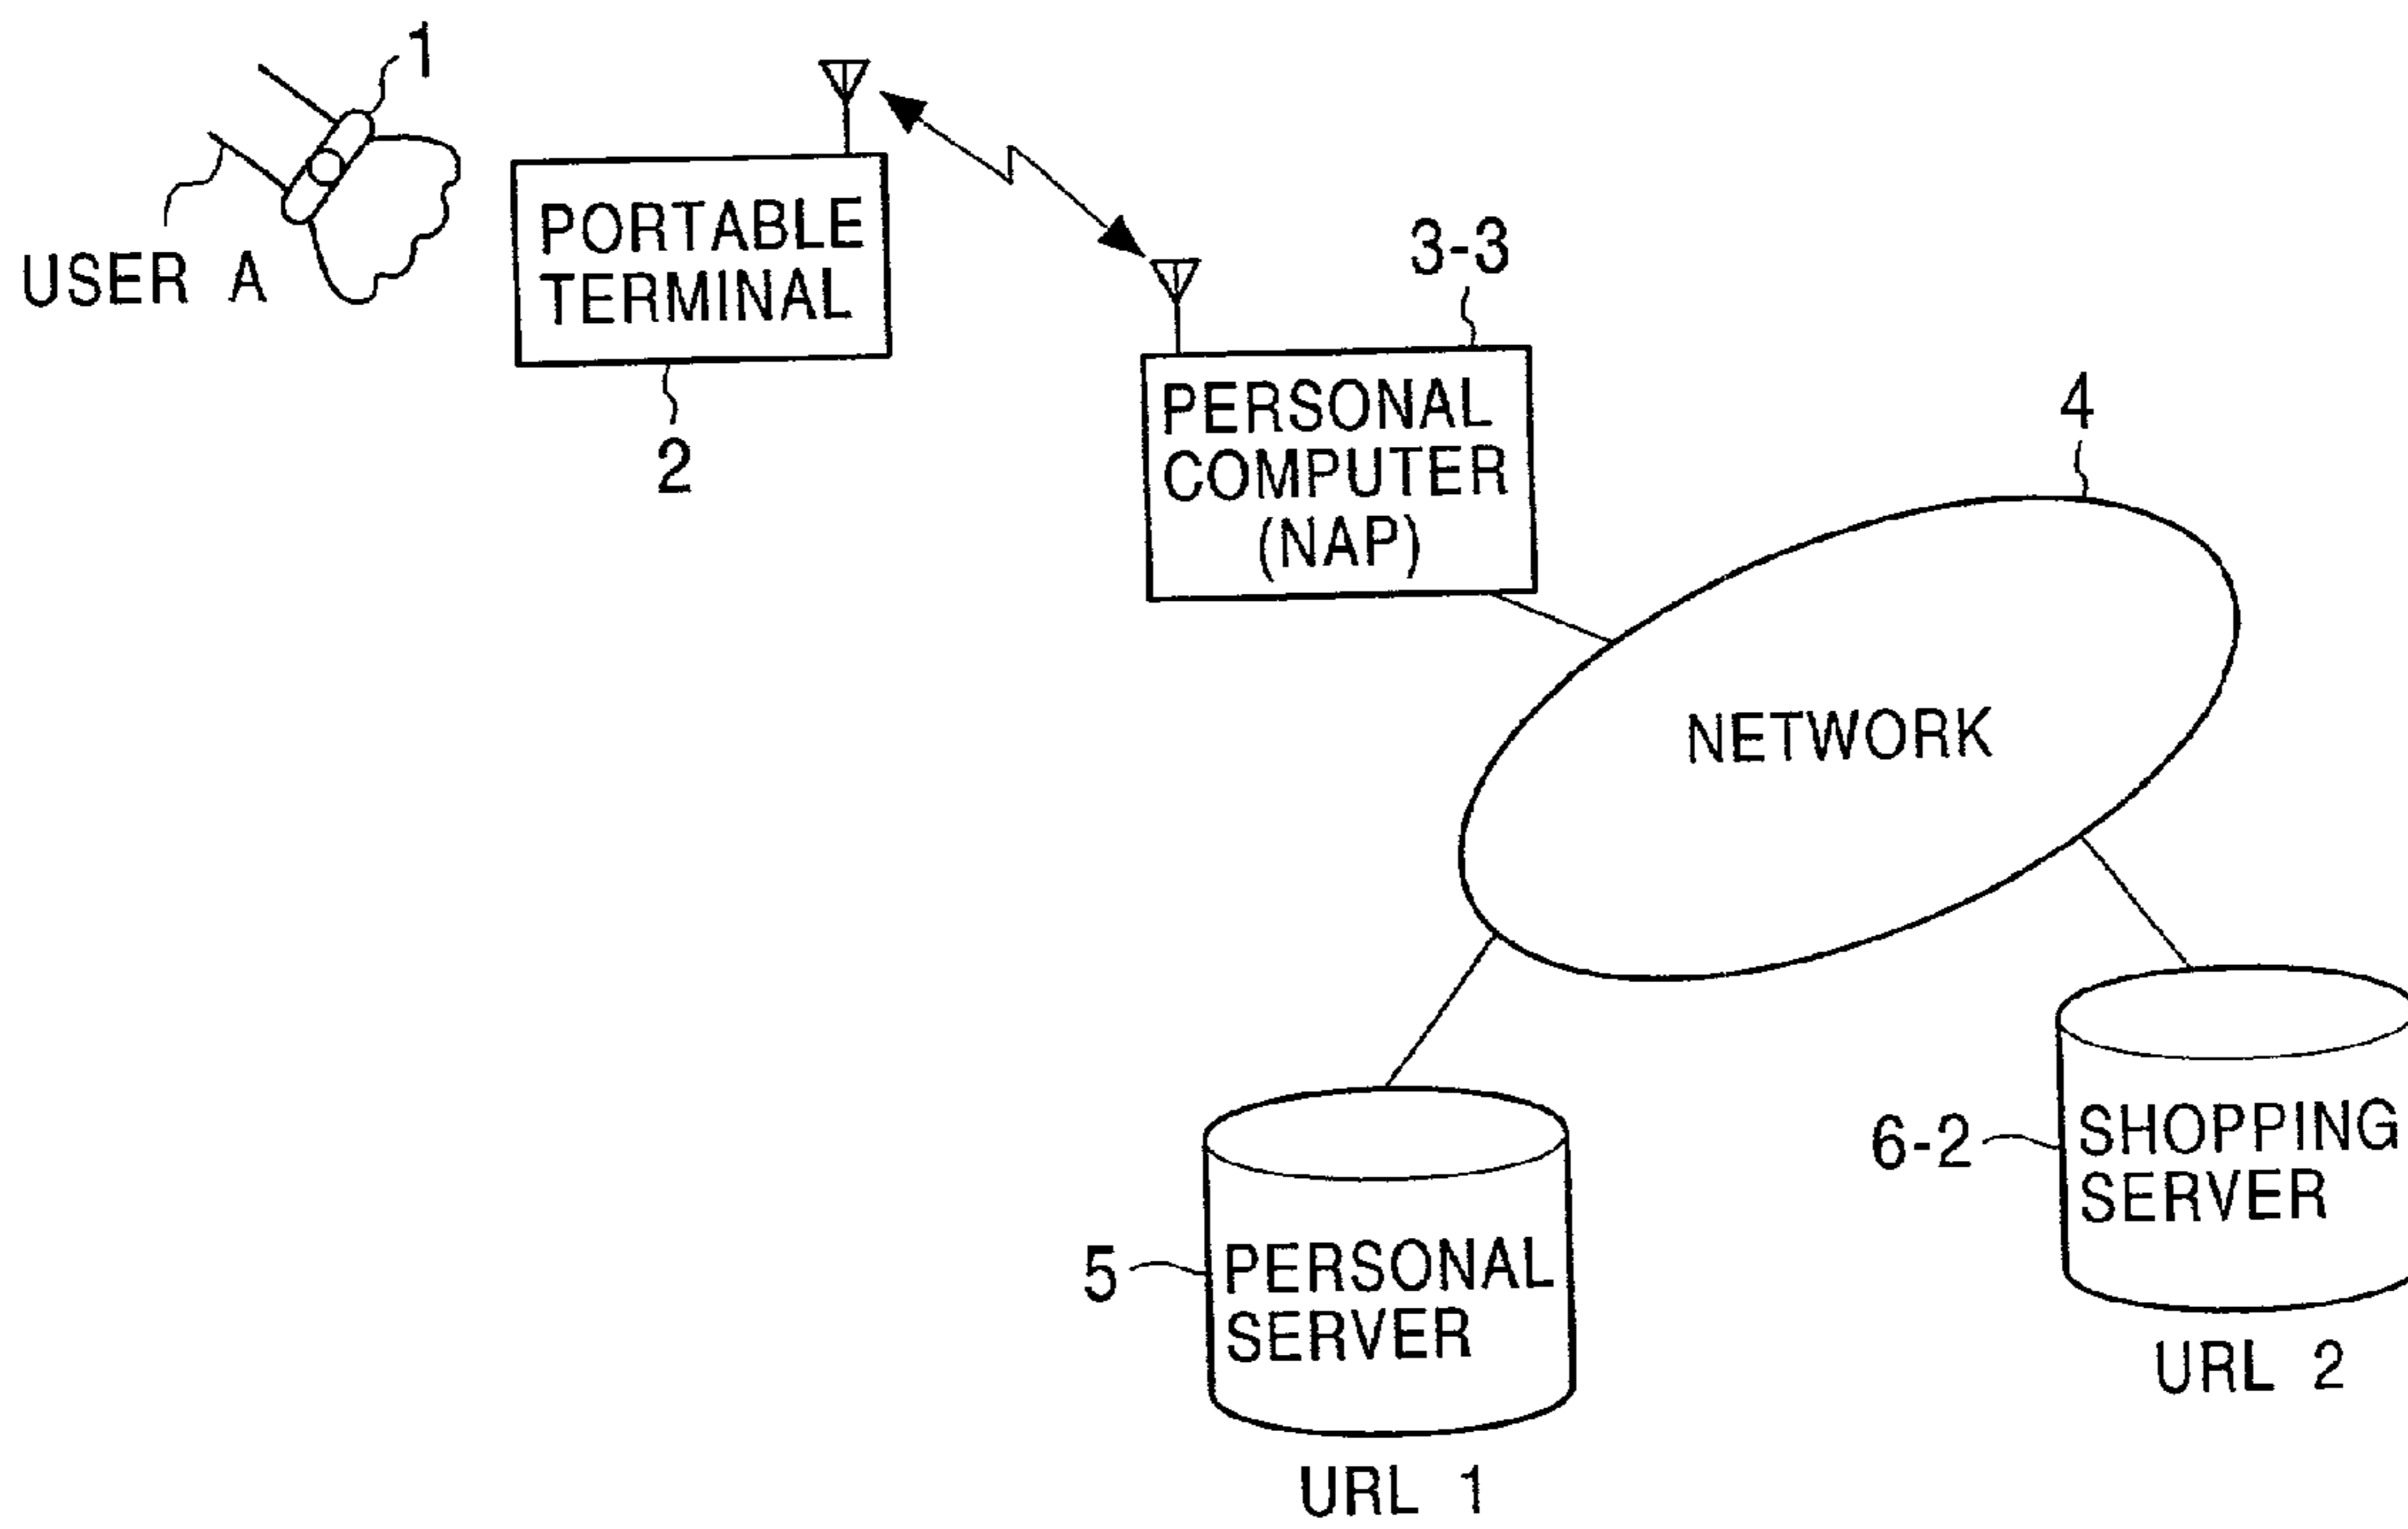 1
USER A
PORTABLE
TERMINAL
2
3-3
PERSONAL
COMPUTER
(NAP)
4
NETWORK
6-2
SHOPPING
SERVER
URL 2
5
PERSONAL
SERVER
URL 1